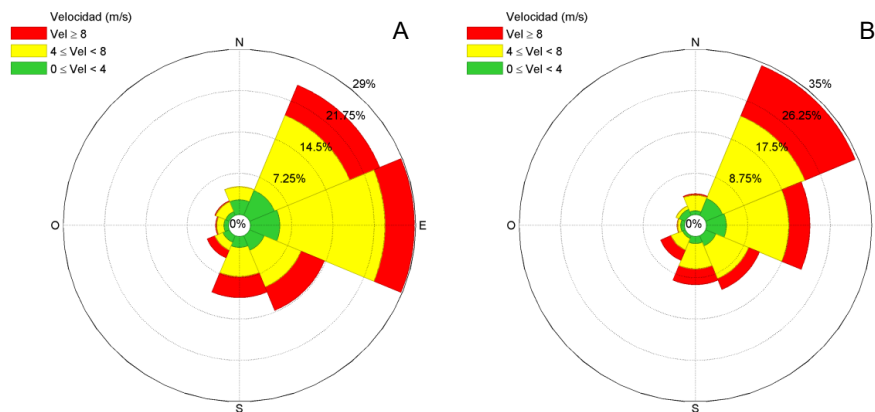 Velocidad (m/s)
Vel ≥ 8
4 ≤ Vel < 8
0 ≤ Vel < 4
A
N
29%
21.75%
14.5%
7.25%
0%
O
E
S
Velocidad (m/s)
Vel ≥ 8
4 ≤ Vel < 8
0 ≤ Vel < 4
B
N
35%
26.25%
17.5%
8.75%
0%
O
E
S